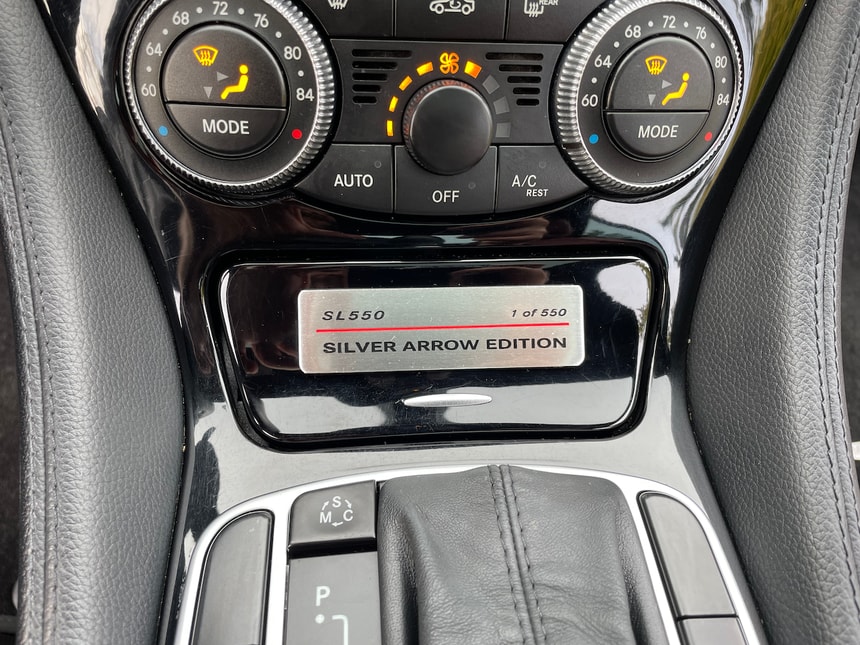 REAR
60 64 68 72 76 80 84
MODE
60 64 68 72 76 80 84
MODE
AUTO
OFF
A/C
REST
SL550 1 of 550
SILVER ARROW EDITION
S
M C
P